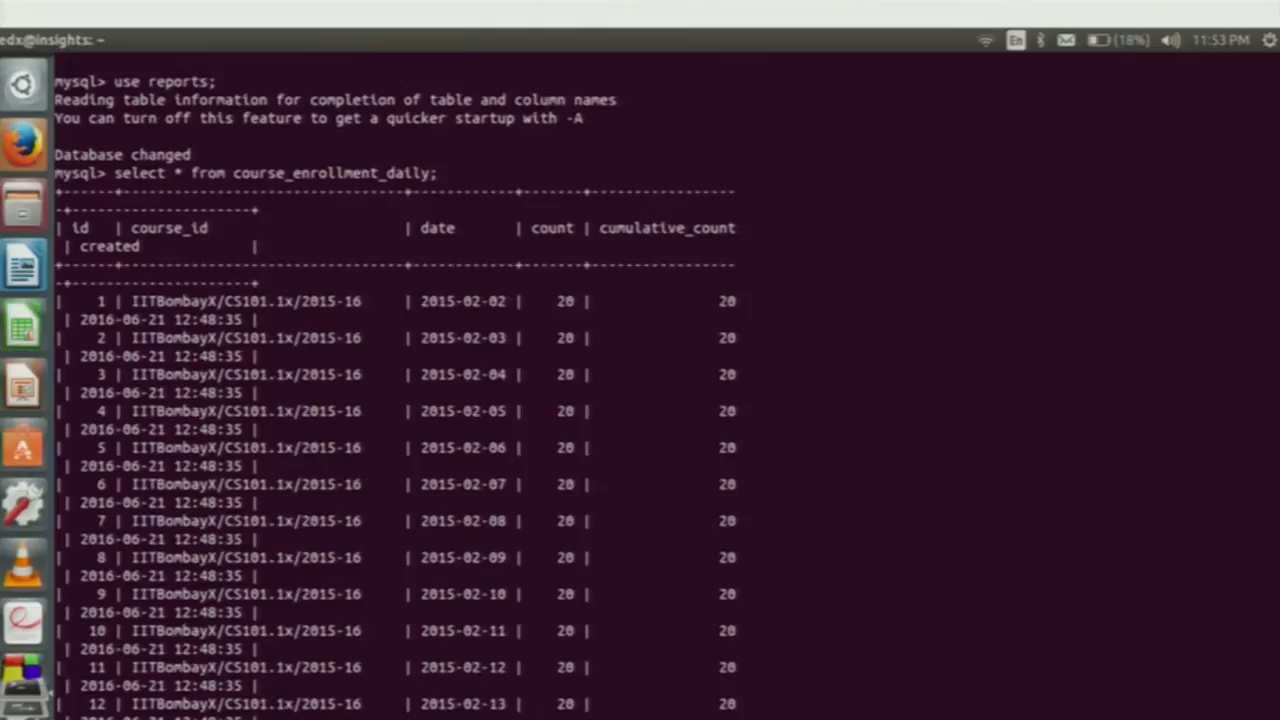 edx@insights: ~
En (18%) 11:53 PM
mysql> use reports;
Reading table information for completion of table and column names
You can turn off this feature to get a quicker startup with -A
Database changed
mysql> select * from course_enrollment_daily;
| id | course_id | date | count | cumulative_count
| created |
| 1 | IITBombayX/CS101.1x/2015-16 | 2015-02-02 | 20 | 20
| 2016-06-21 12:48:35 |
| 2 | IITBombayX/CS101.1x/2015-16 | 2015-02-03 | 20 | 20
| 2016-06-21 12:48:35 |
| 3 | IITBombayX/CS101.1x/2015-16 | 2015-02-04 | 20 | 20
| 2016-06-21 12:48:35 |
| 4 | IITBombayX/CS101.1x/2015-16 | 2015-02-05 | 20 | 20
| 2016-06-21 12:48:35 |
| 5 | IITBombayX/CS101.1x/2015-16 | 2015-02-06 | 20 | 20
| 2016-06-21 12:48:35 |
| 6 | IITBombayX/CS101.1x/2015-16 | 2015-02-07 | 20 | 20
| 2016-06-21 12:48:35 |
| 7 | IITBombayX/CS101.1x/2015-16 | 2015-02-08 | 20 | 20
| 2016-06-21 12:48:35 |
| 8 | IITBombayX/CS101.1x/2015-16 | 2015-02-09 | 20 | 20
| 2016-06-21 12:48:35 |
| 9 | IITBombayX/CS101.1x/2015-16 | 2015-02-10 | 20 | 20
| 2016-06-21 12:48:35 |
| 10 | IITBombayX/CS101.1x/2015-16 | 2015-02-11 | 20 | 20
| 2016-06-21 12:48:35 |
| 11 | IITBombayX/CS101.1x/2015-16 | 2015-02-12 | 20 | 20
| 2016-06-21 12:48:35 |
| 12 | IITBombayX/CS101.1x/2015-16 | 2015-02-13 | 20 | 20